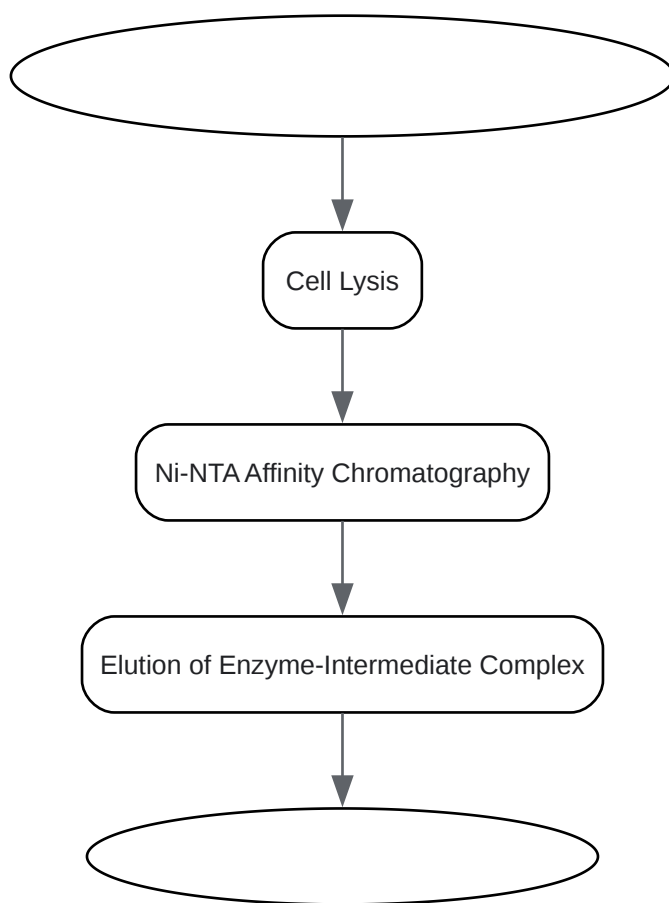 Cell Lysis
Ni-NTA Affinity Chromatography
Elution of Enzyme-Intermediate Complex